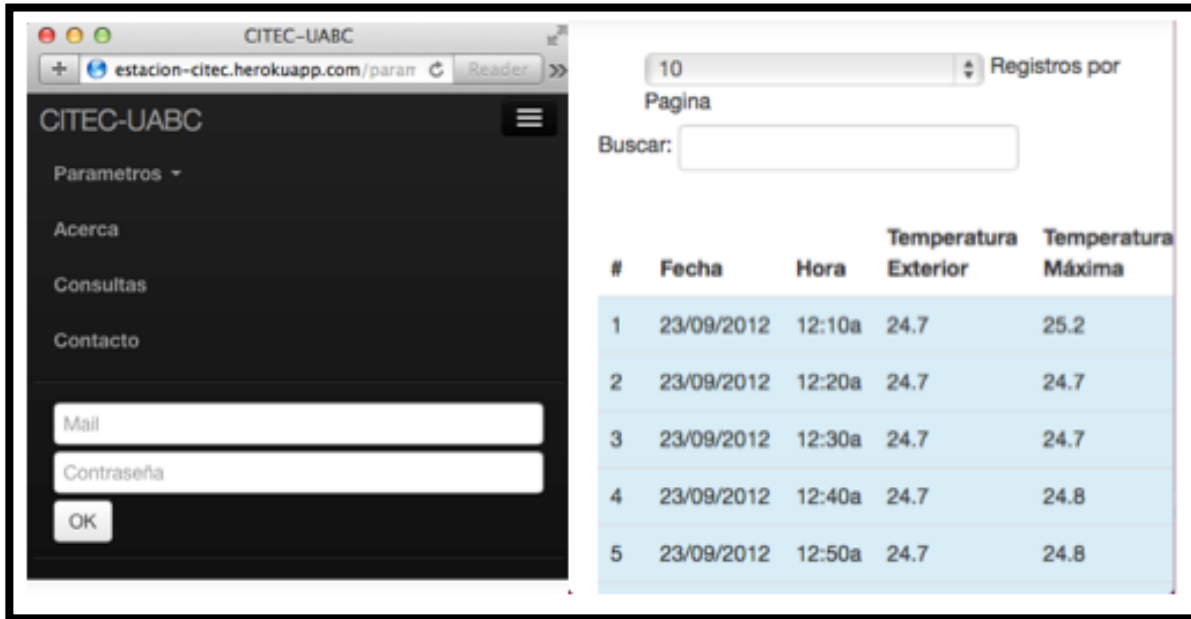 CITEC-UABC
estacion-citec.herokuapp.com/param
Reader
CITEC-UABC
Parametros
Acerca
Consultas
Contacto
Mail
Contraseña
OK
10 Registros por
Pagina
Buscar:
# Fecha Hora Temperatura Exterior Temperatura Máxima
1 23/09/2012 12:10a 24.7 25.2
2 23/09/2012 12:20a 24.7 24.7
3 23/09/2012 12:30a 24.7 24.7
4 23/09/2012 12:40a 24.7 24.8
5 23/09/2012 12:50a 24.7 24.8